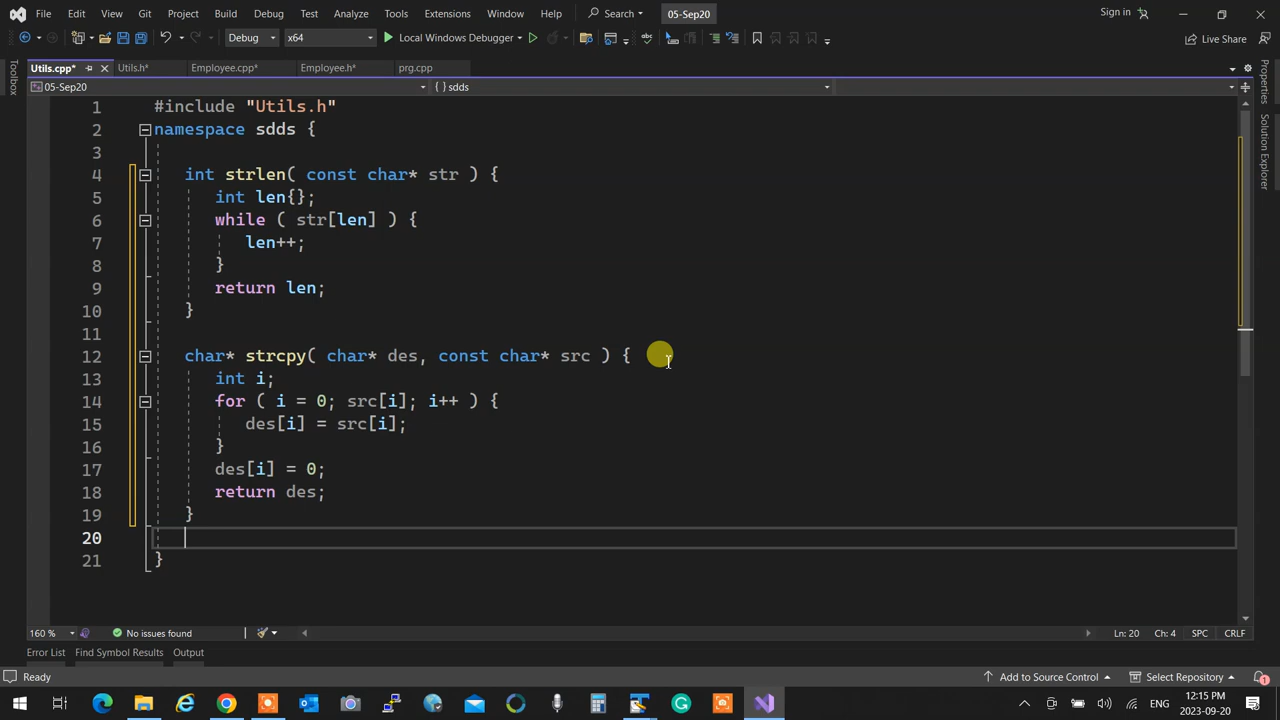 File Edit View Git Project Build Debug Test Analyze Tools Extensions Window Help Search 05-Sep20 Sign in
Debug x64 Local Windows Debugger Live Share
Utils.cpp* Utils.h* Employee.cpp* Employee.h* prg.cpp
05-Sep20 { } sdds
Toolbox
Properties
Solution Explorer
1 #include "Utils.h"
2 namespace sdds {
3
4 int strlen( const char* str ) {
5 int len{};
6 while ( str[len] ) {
7 len++;
8 }
9 return len;
10 }
11
12 char* strcpy( char* des, const char* src ) {
13 int i;
14 for ( i = 0; src[i]; i++ ) {
15 des[i] = src[i];
16 }
17 des[i] = 0;
18 return des;
19 }
20
21 }
160 % No issues found Ln: 20 Ch: 4 SPC CRLF
Error List Find Symbol Results Output
Ready Add to Source Control Select Repository 1
12:15 PM
ENG
2023-09-20